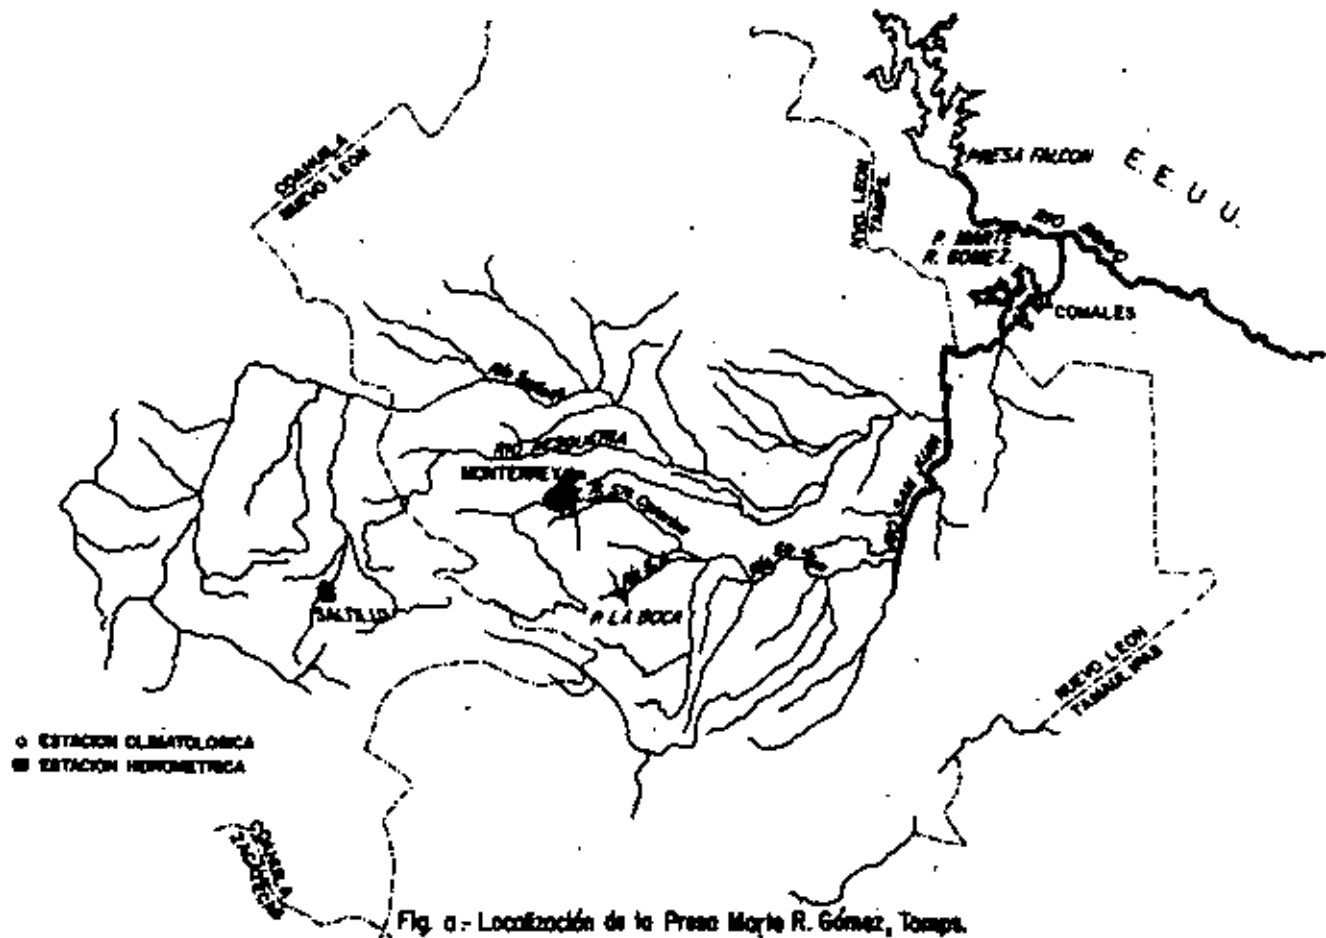 COAHUILA
NUEVO LEON
NVO. LEON
TAMPS.
PRESA FALCON
E. E. U U.
RIO BRAVO
P. MARTE
R. GOMEZ.
COMALES
Río
RIO PESQUERIA
MONTERREY
RIO SAN JUAN
SALTILLO
P. LA BOCA
NUEVO LEON
TAMAULIPAS
o ESTACION CLIMATOLOGICA
ESTACION HIDROMETRICA
COAHUILA
ZACATECAS
Fig. a.- Localización de la Presa Marte R. Gómez, Tamps.